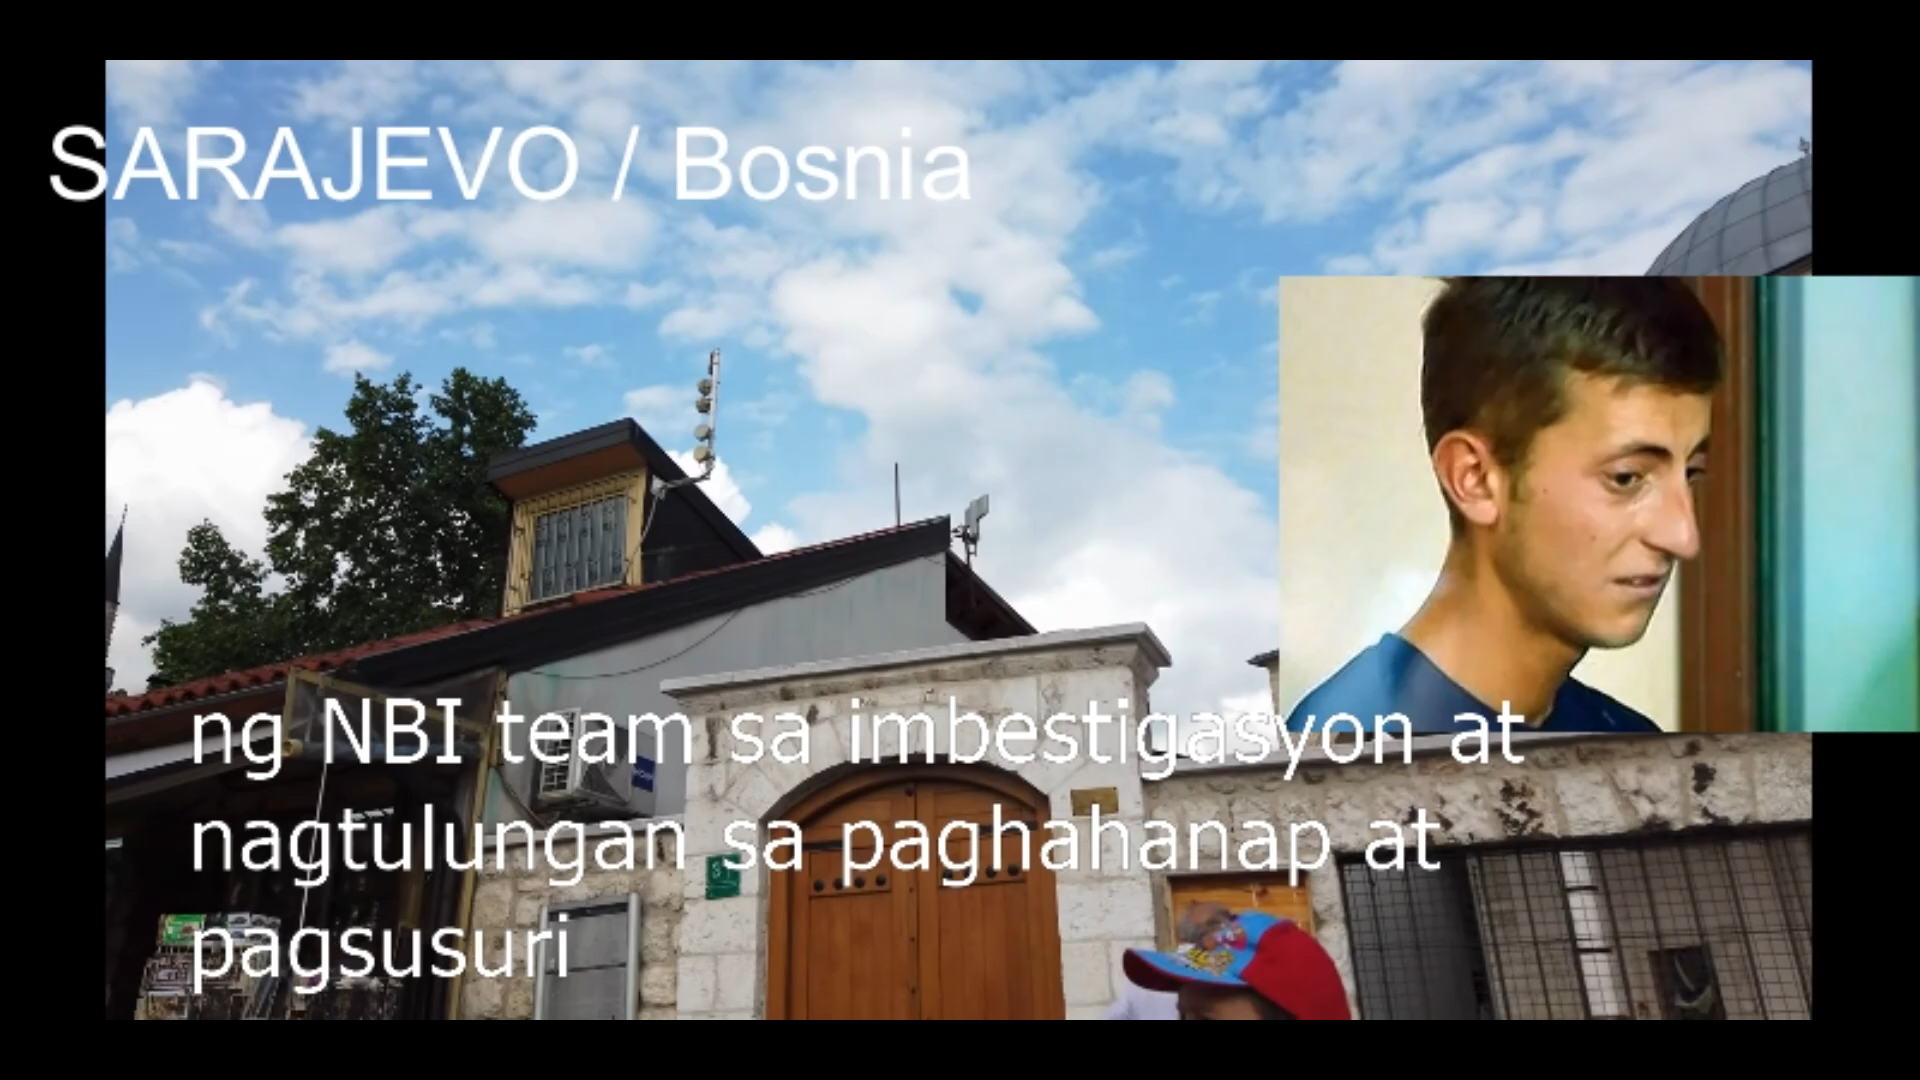 SARAJEVO / Bosnia
ng NBI team sa imbestigasyon at
nagtulungan sa paghahanap at
pagsusuri